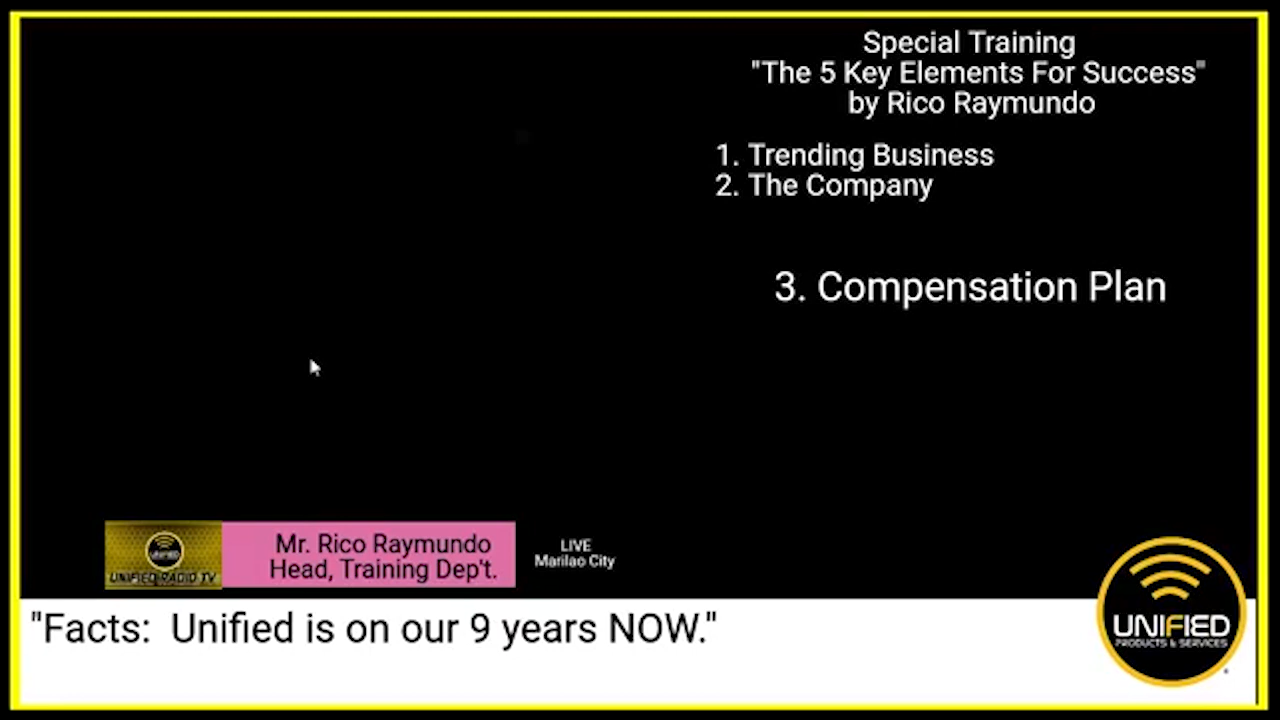 Special Training
"The 5 Key Elements For Success"
by Rico Raymundo
1. Trending Business
2. The Company
3. Compensation Plan
UNIFIED
UNIFIED RADIO TV
Mr. Rico Raymundo
Head, Training Dep't.
LIVE
Marilao City
"Facts:  Unified is on our 9 years NOW."
UNIFIED
PRODUCTS & SERVICES